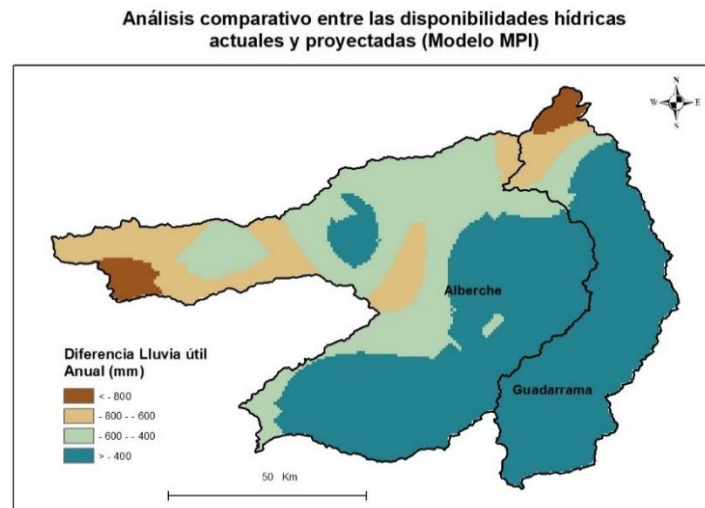 Análisis comparativo entre las disponibilidades hídricas
actuales y proyectadas (Modelo MPI)
N
W E
S
Alberche
Guadarrama
Diferencia Lluvia útil
Anual (mm)
< - 800
- 800 - - 600
- 600 - - 400
> - 400
50 Km